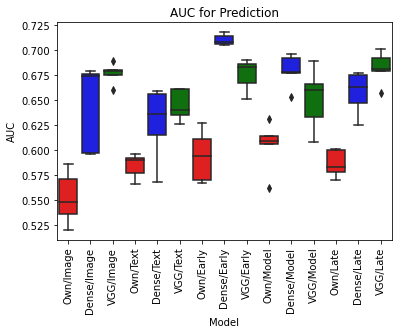 AUC for Prediction
AUC
0.725
0.700
0.675
0.650
0.625
0.600
0.575
0.550
0.525
Own/Image
Dense/Image
VGG/Image
Own/Text
Dense/Text
VGG/Text
Own/Early
Dense/Early
VGG/Early
Own/Model
Dense/Model
VGG/Model
Own/Late
Dense/Late
VGG/Late
Model